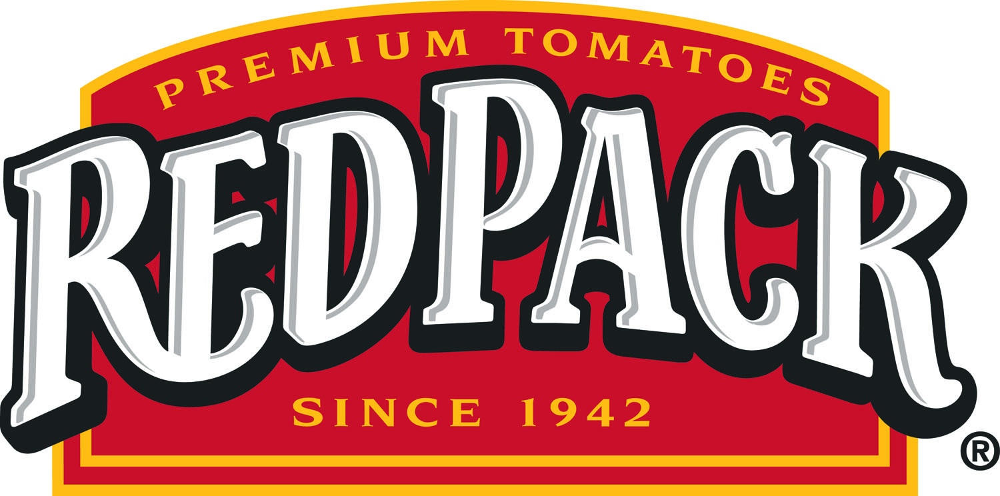 PREMIUM TOMATOES
REDPACK®
SINCE 1942